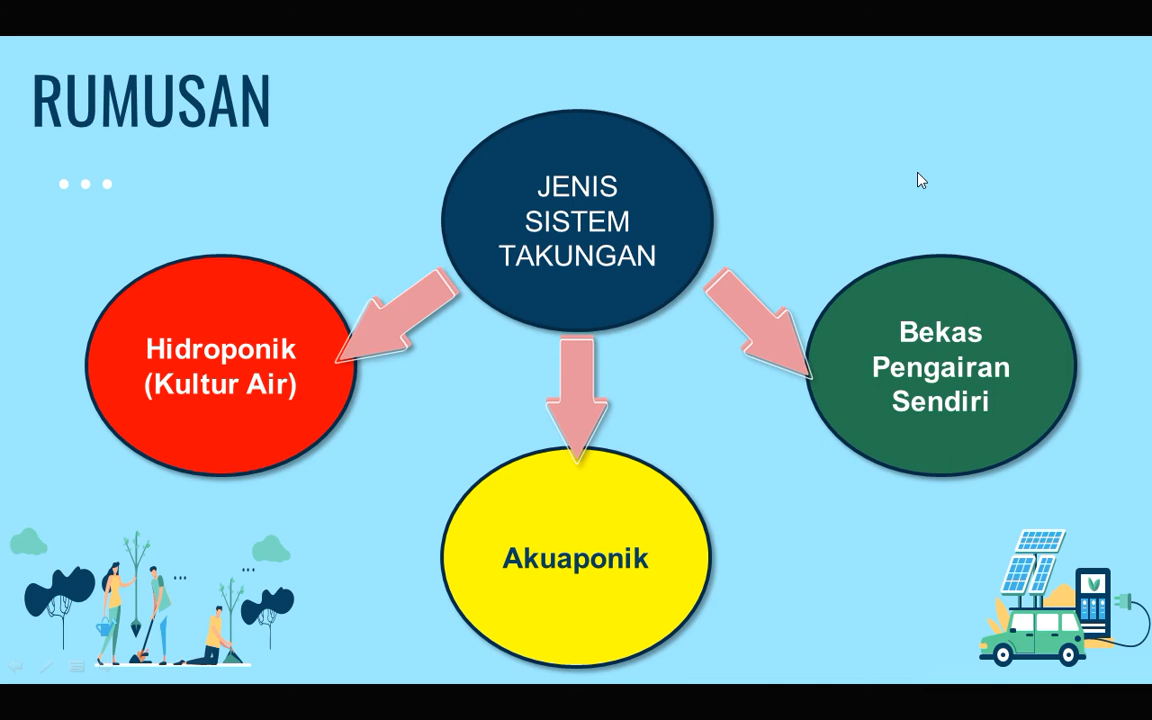 RUMUSAN
JENIS
SISTEM
TAKUNGAN
Hidroponik
(Kultur Air)
Bekas
Pengairan
Sendiri
Akuaponik